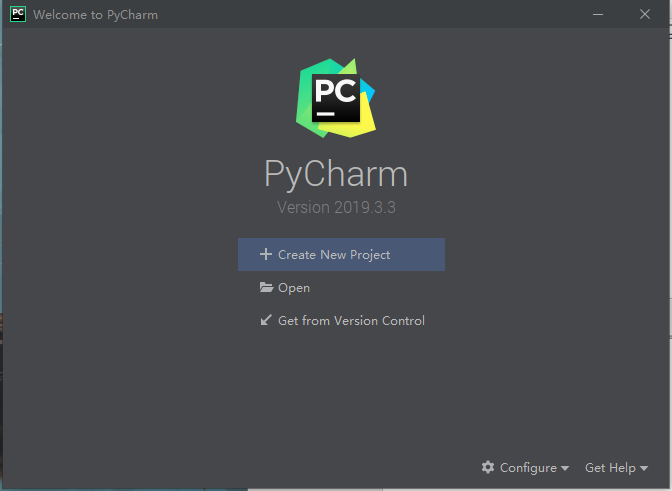 PC Welcome to PyCharm
PC
PyCharm
Version 2019.3.3
Create New Project
Open
Get from Version Control
Configure Get Help